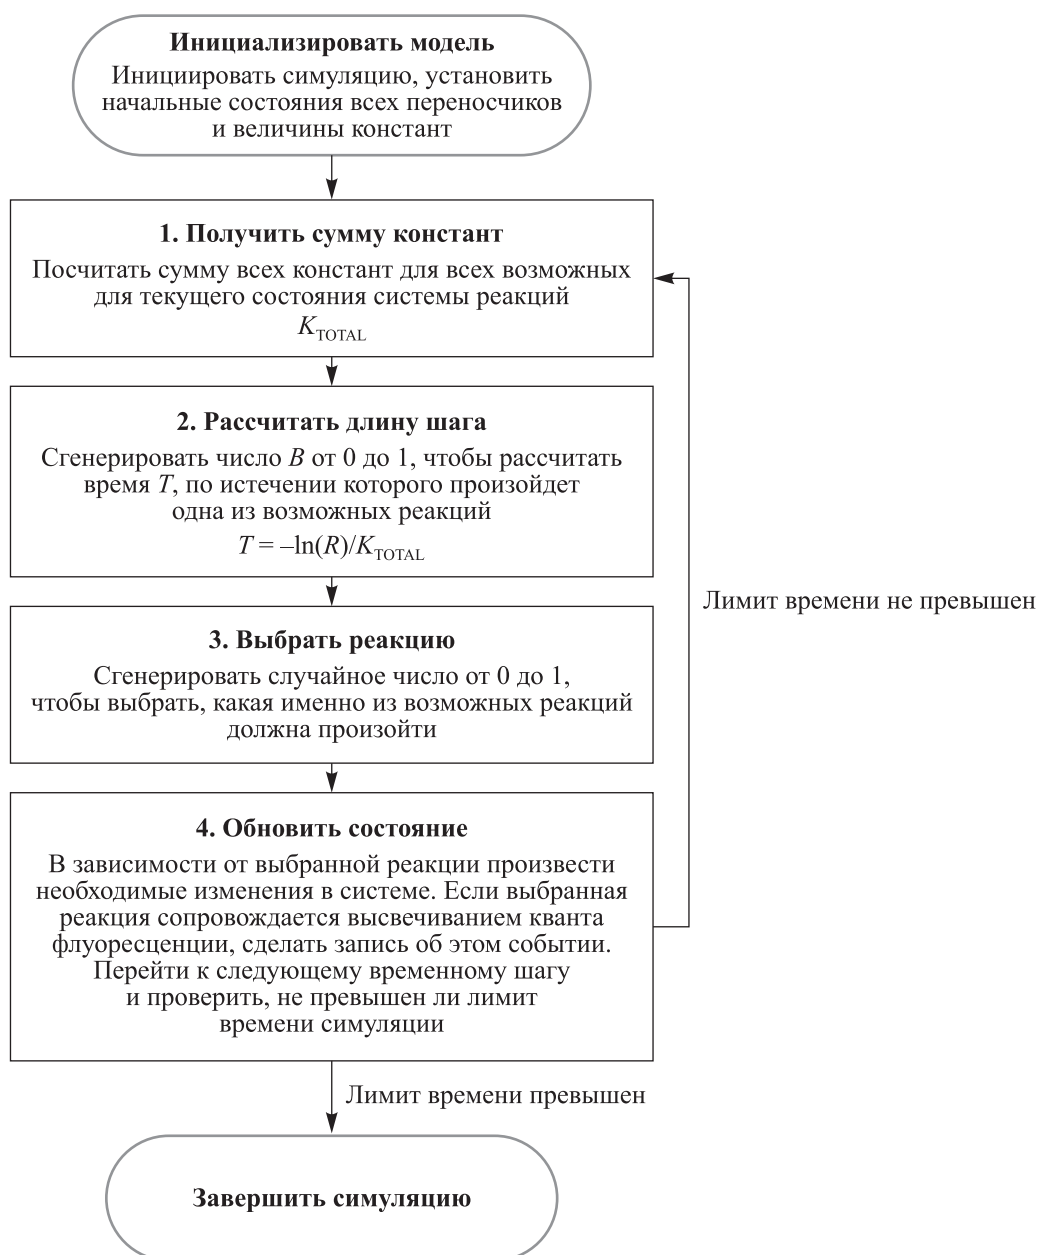 Инициализировать модель
Инициировать симуляцию, установить
начальные состояния всех переносчиков
и величины констант
1. Получить сумму констант
Посчитать сумму всех констант для всех возможных
для текущего состояния системы реакций
K_TOTAL
2. Рассчитать длину шага
Сгенерировать число B от 0 до 1, чтобы рассчитать
время T, по истечении которого произойдет
одна из возможных реакций
T = –ln(R)/K_TOTAL
Лимит времени не превышен
3. Выбрать реакцию
Сгенерировать случайное число от 0 до 1,
чтобы выбрать, какая именно из возможных реакций
должна произойти
4. Обновить состояние
В зависимости от выбранной реакции произвести
необходимые изменения в системе. Если выбранная
реакция сопровождается высвечиванием кванта
флуоресценции, сделать запись об этом событии.
Перейти к следующему временному шагу
и проверить, не превышен ли лимит
времени симуляции
Лимит времени превышен
Завершить симуляцию